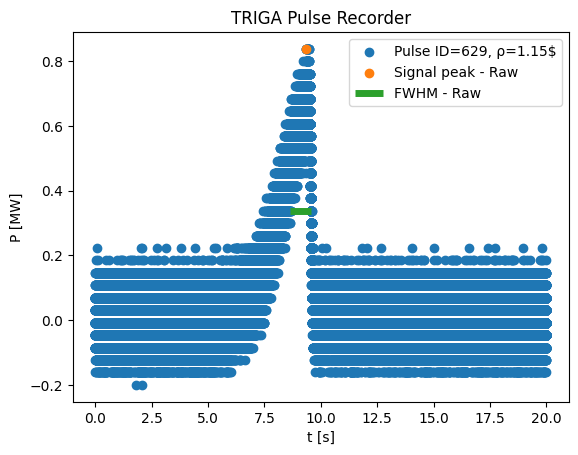 TRIGA Pulse Recorder
Pulse ID=629, ρ=1.15$
Signal peak - Raw
FWHM - Raw
P [MW]
0.8
0.6
0.4
0.2
0.0
−0.2
0.0 2.5 5.0 7.5 10.0 12.5 15.0 17.5 20.0
t [s]